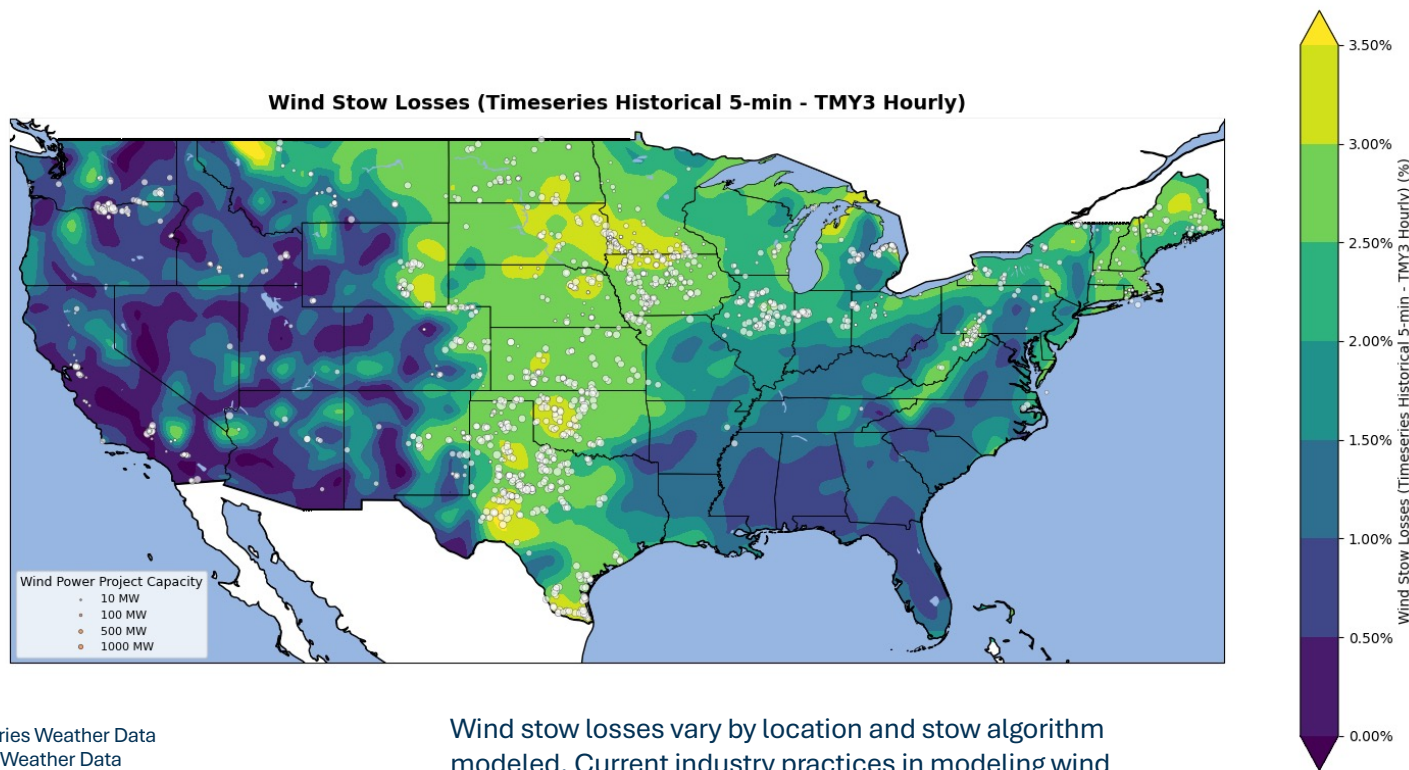 Wind Stow Losses (Timeseries Historical 5-min - TMY3 Hourly)
3.50%
3.00%
2.50%
2.00%
1.50%
1.00%
0.50%
0.00%
Wind Stow Losses (Timeseries Historical 5-min - TMY3 Hourly) (%)
Wind Power Project Capacity
10 MW
100 MW
500 MW
1000 MW
ries Weather Data
Weather Data
Wind stow losses vary by location and stow algorithm
modeled. Current industry practices in modeling wind